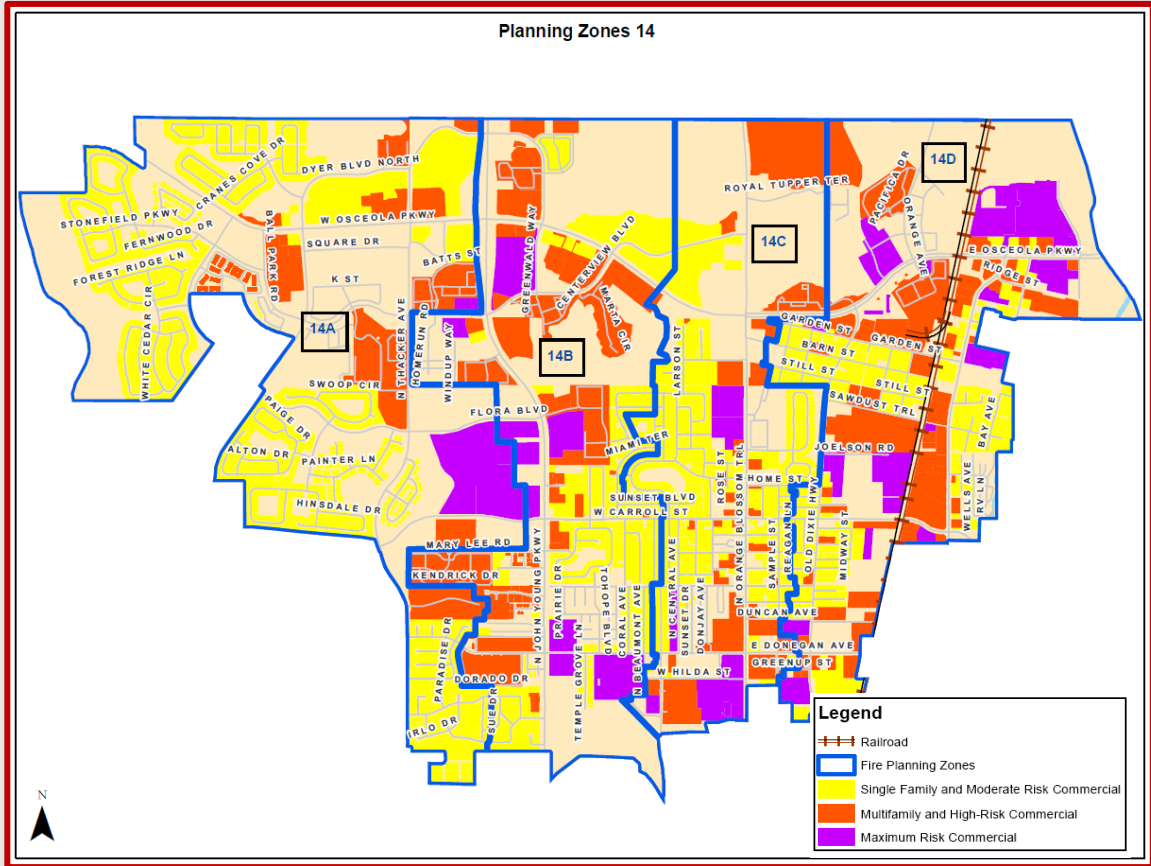 Planning Zones 14
14D
CRANES COVE DR
DYER BLVD NORTH
PACIFICA DR
ROYAL TUPPER TER
STONEFIELD PKWY
BALL PARK RD
W OSCEOLA PKWY
GREENWALD WAY
CENTERVIEW BLVD
ORANGE AVE
14C
FERNWOOD DR
SQUARE DR
E OSCEOLA PKWY
FOREST RIDGE LN
BATTS ST
RIDGE ST
K ST
WHITE CEDAR CIR
N THACKER AVE
HOMERUN RD
MARTA CIR
14A
WINDUP WAY
14B
LARSON ST
GARDEN ST
GARDEN ST
BARN ST
STILL ST
STILL ST
SWOOP CIR
SAWDUST TRL
PAIGE DR
FLORA BLVD
BAY AVE
MIAMI TER
ALTON DR
PAINTER LN
ROSE ST
N ORANGE BLOSSOM TRL
JOELSON RD
HOME ST
HINSDALE DR
SUNSET BLVD
W CARROLL ST
WELLS AVE
RV LN
REAGAN LN
OLD DIXIE HWY
MIDWAY ST
SAMPLE ST
MARY LEE RD
KENDRICK DR
N JOHN YOUNG PKWY
PRAIRIE DR
TOHOPE BLVD
CORAL AVE
N BEAUMONT AVE
N CENTRAL AVE
SUNSET DR
DONJAY AVE
DUNCAN AVE
PARADISE DR
TEMPLE GROVE LN
E DONEGAN AVE
GREENUP ST
W HILDA ST
DORADO DR
SUE DR
IRLO DR
Legend
Railroad
Fire Planning Zones
Single Family and Moderate Risk Commercial
Multifamily and High-Risk Commercial
Maximum Risk Commercial
N